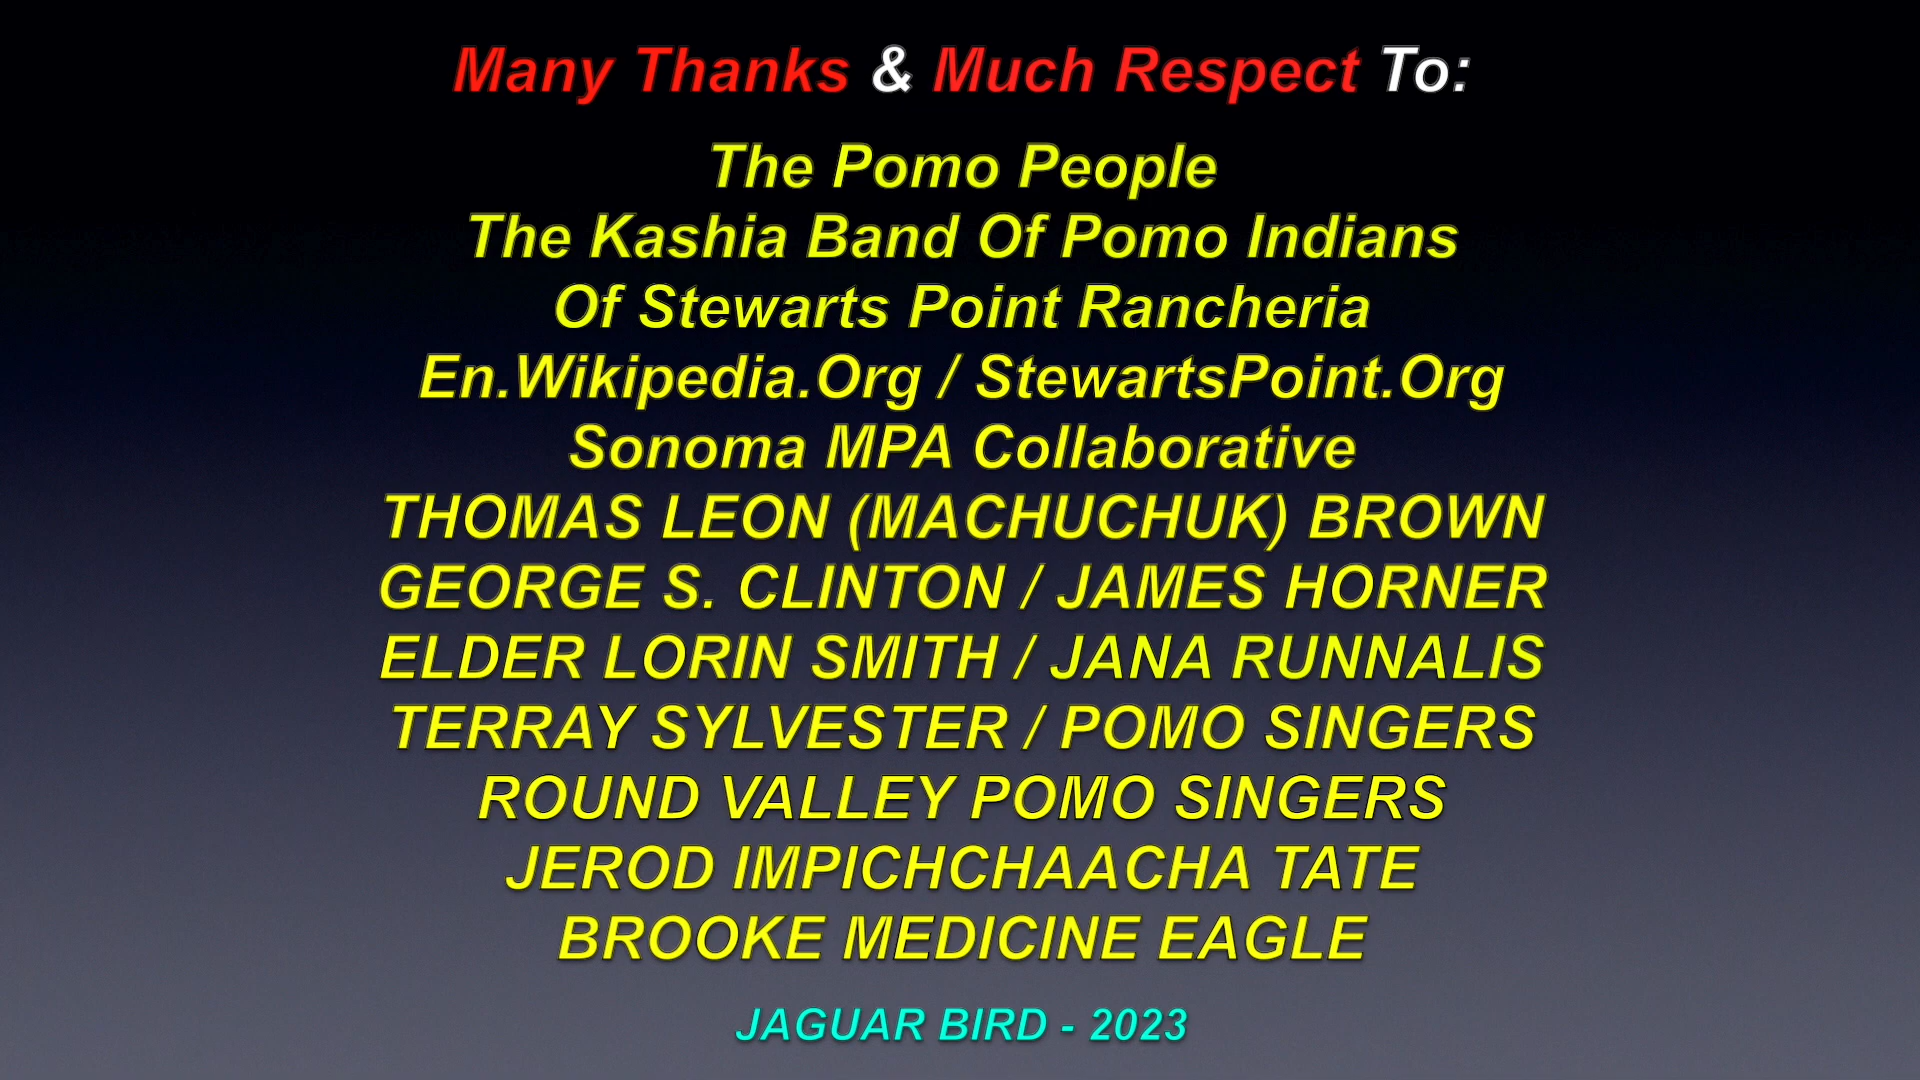 Many Thanks & Much Respect To:
The Pomo People
The Kashia Band Of Pomo Indians
Of Stewarts Point Rancheria
En.Wikipedia.Org / StewartsPoint.Org
Sonoma MPA Collaborative
THOMAS LEON (MACHUCHUK) BROWN
GEORGE S. CLINTON / JAMES HORNER
ELDER LORIN SMITH / JANA RUNNALIS
TERRAY SYLVESTER / POMO SINGERS
ROUND VALLEY POMO SINGERS
JEROD IMPICHCHAACHA TATE
BROOKE MEDICINE EAGLE
JAGUAR BIRD - 2023